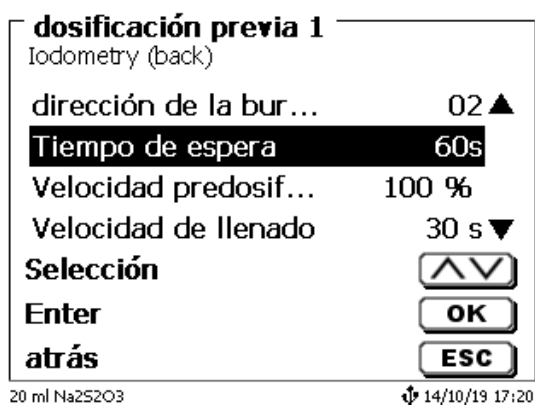 dosificación previa 1
Iodometry (back)
dirección de la bur... 02
Tiempo de espera 60s
Velocidad predosif... 100 %
Velocidad de llenado 30 s
Selección
Enter OK
atrás ESC
20 ml Na2S2O3 14/10/19 17:20